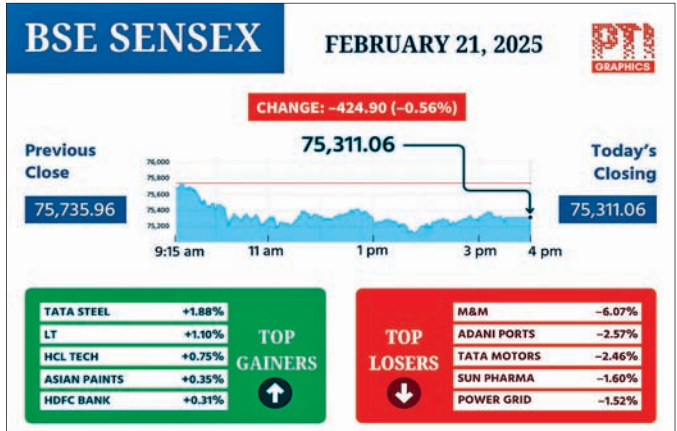 BSE SENSEX
FEBRUARY 21, 2025
PTI
GRAPHICS
CHANGE: –424.90 (–0.56%)
75,311.06
Previous
Close
75,735.96
Today's
Closing
75,311.06
76,000
75,800
75,600
75,400
75,200
9:15 am 11 am 1 pm 3 pm 4 pm
TATA STEEL +1.88%
LT +1.10%
HCL TECH +0.75%
ASIAN PAINTS +0.35%
HDFC BANK +0.31%
TOP
GAINERS
TOP
LOSERS
M&M –6.07%
ADANI PORTS –2.57%
TATA MOTORS –2.46%
SUN PHARMA –1.60%
POWER GRID –1.52%